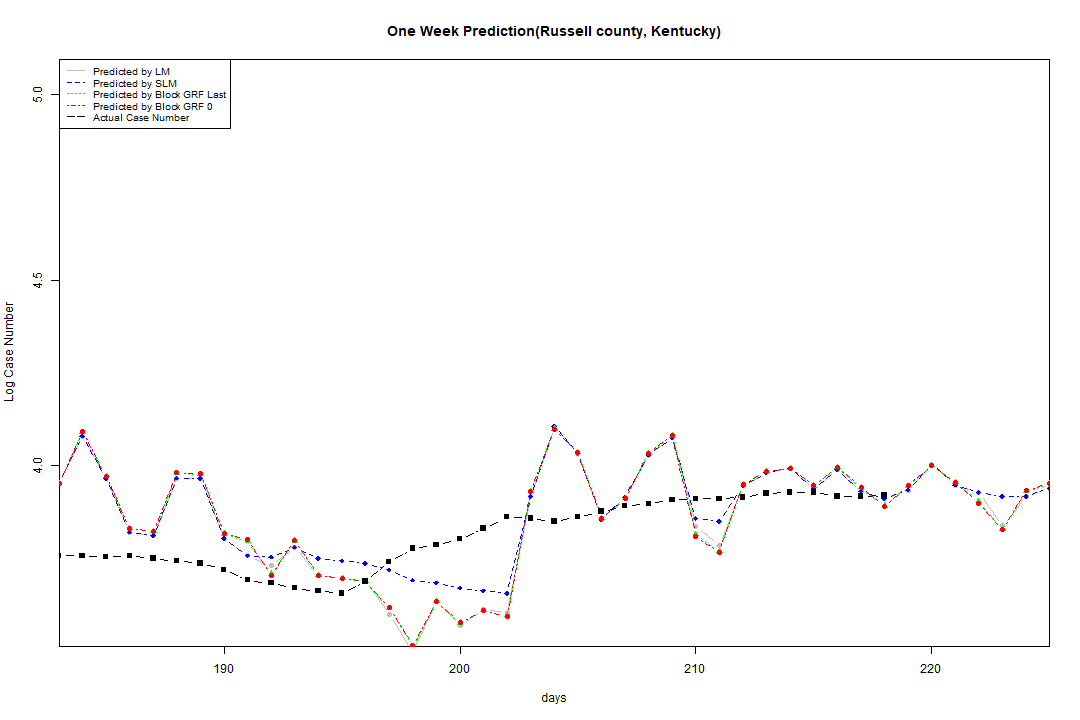 One Week Prediction(Russell county, Kentucky)
Predicted by LM
Predicted by SLM
Predicted by Block GRF Last
Predicted by Block GRF 0
Actual Case Number
5.0
4.5
4.0
Log Case Number
190 200 210 220
days